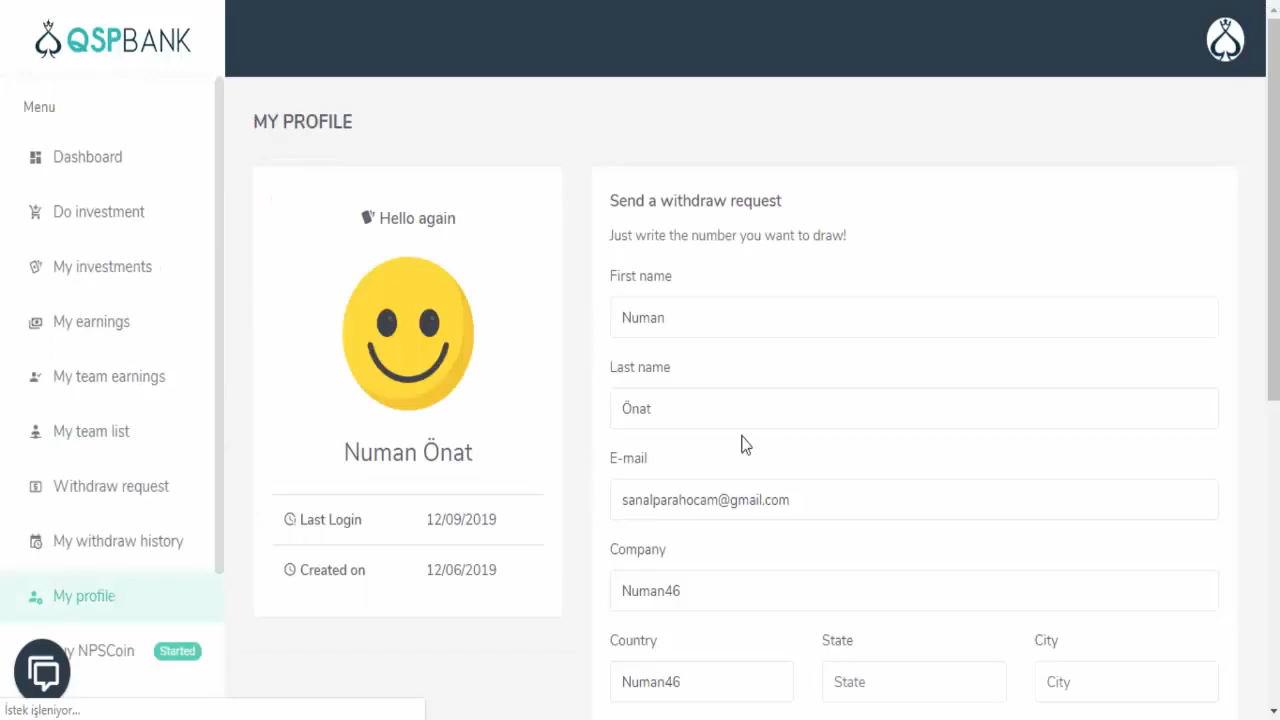 QSPBANK
Menu
Dashboard
Do investment
My investments
My earnings
My team earnings
My team list
Withdraw request
My withdraw history
My profile
NPSCoin
Started
İstek işleniyor...
MY PROFILE
Hello again
Numan Önat
Last Login 12/09/2019
Created on 12/06/2019
Send a withdraw request
Just write the number you want to draw!
First name
Numan
Last name
Önat
E-mail
sanalparahocam@gmail.com
Company
Numan46
Country State City
Numan46 State City